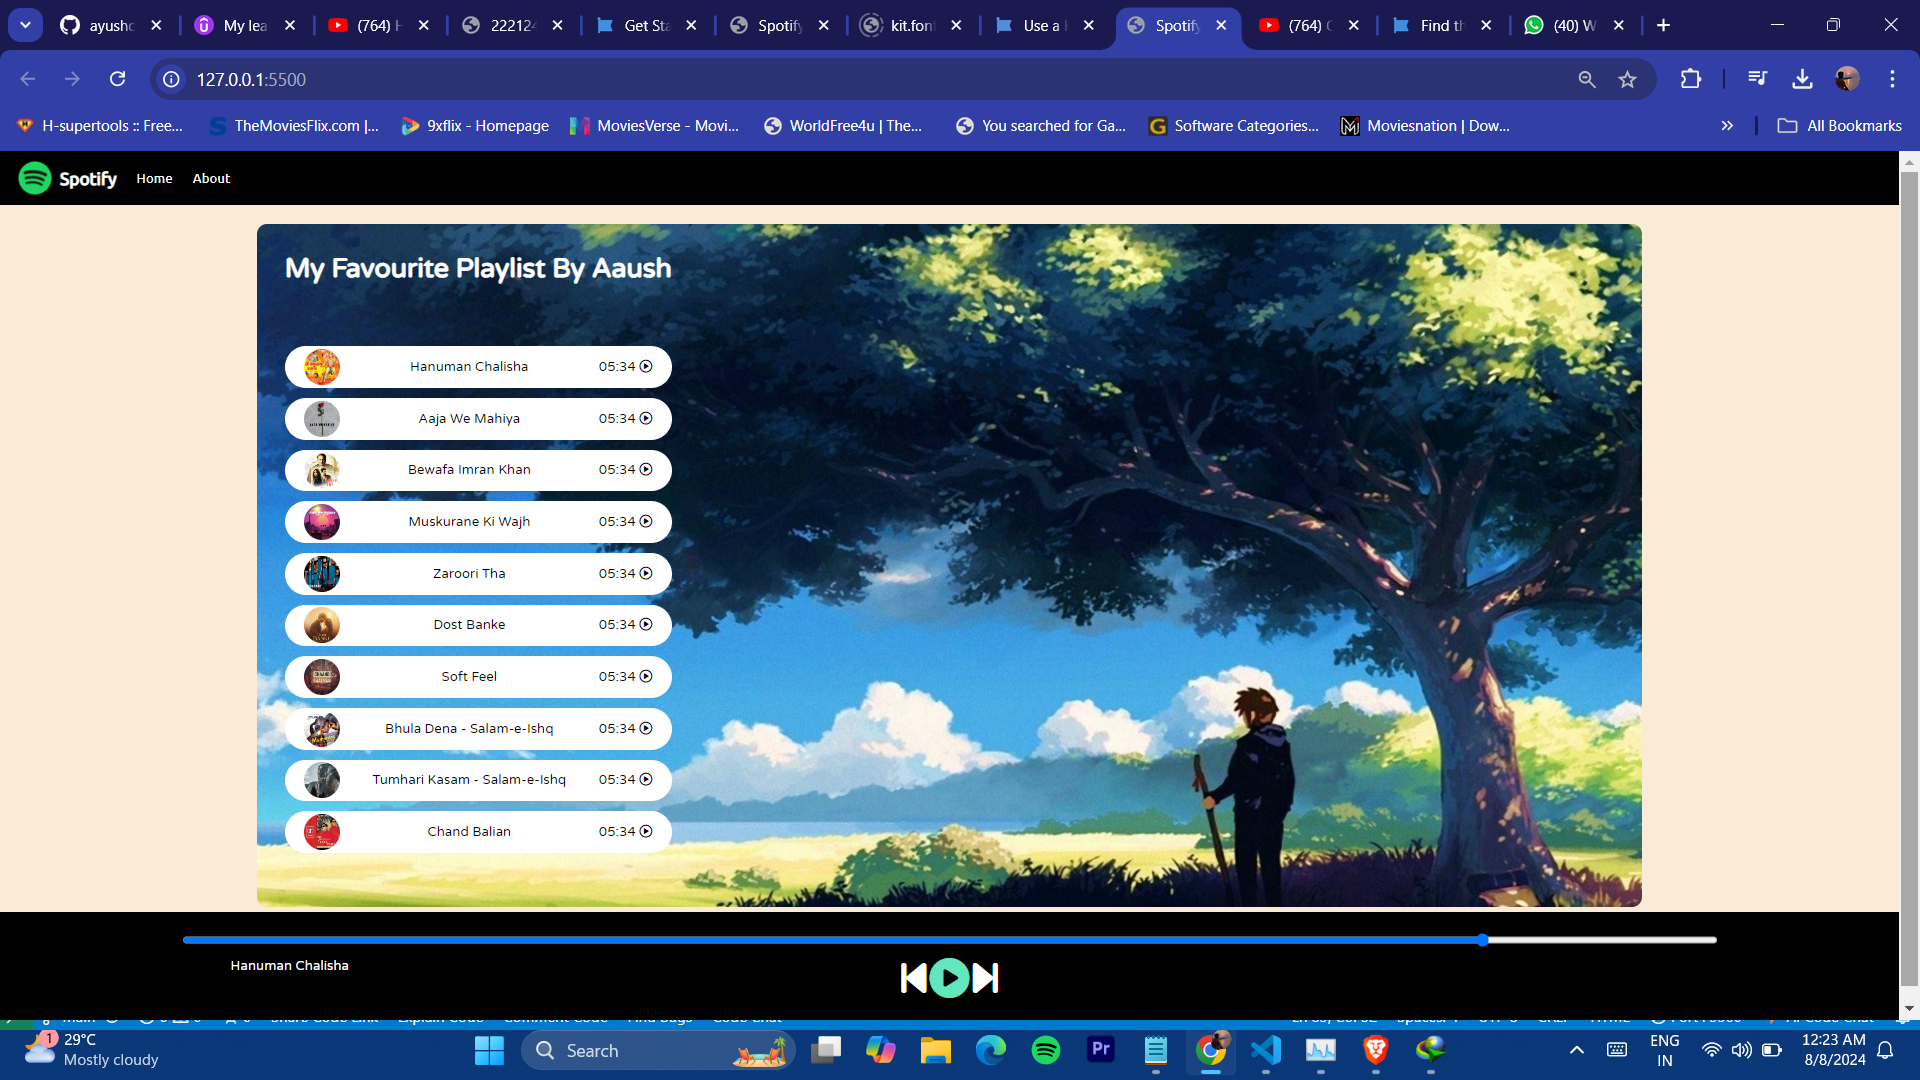 ayushc
My lea
(764) H
222124
Get Sta
Spotify
kit.font
Use a k
Spotify
(764) C
Find th
(40) W
127.0.0.1:5500
H-supertools :: Free...
TheMoviesFlix.com |...
9xflix - Homepage
MoviesVerse - Movi...
WorldFree4u | The...
You searched for Ga...
Software Categories...
Moviesnation | Dow...
All Bookmarks
Spotify
Home
About
My Favourite Playlist By Aaush
Hanuman Chalisha 05:34
Aaja We Mahiya 05:34
Bewafa Imran Khan 05:34
Muskurane Ki Wajh 05:34
Zaroori Tha 05:34
Dost Banke 05:34
Soft Feel 05:34
Bhula Dena - Salam-e-Ishq 05:34
Tumhari Kasam - Salam-e-Ishq 05:34
Chand Balian 05:34
Hanuman Chalisha
1
29°C
Mostly cloudy
Search
Pr
ENG
IN
12:23 AM
8/8/2024